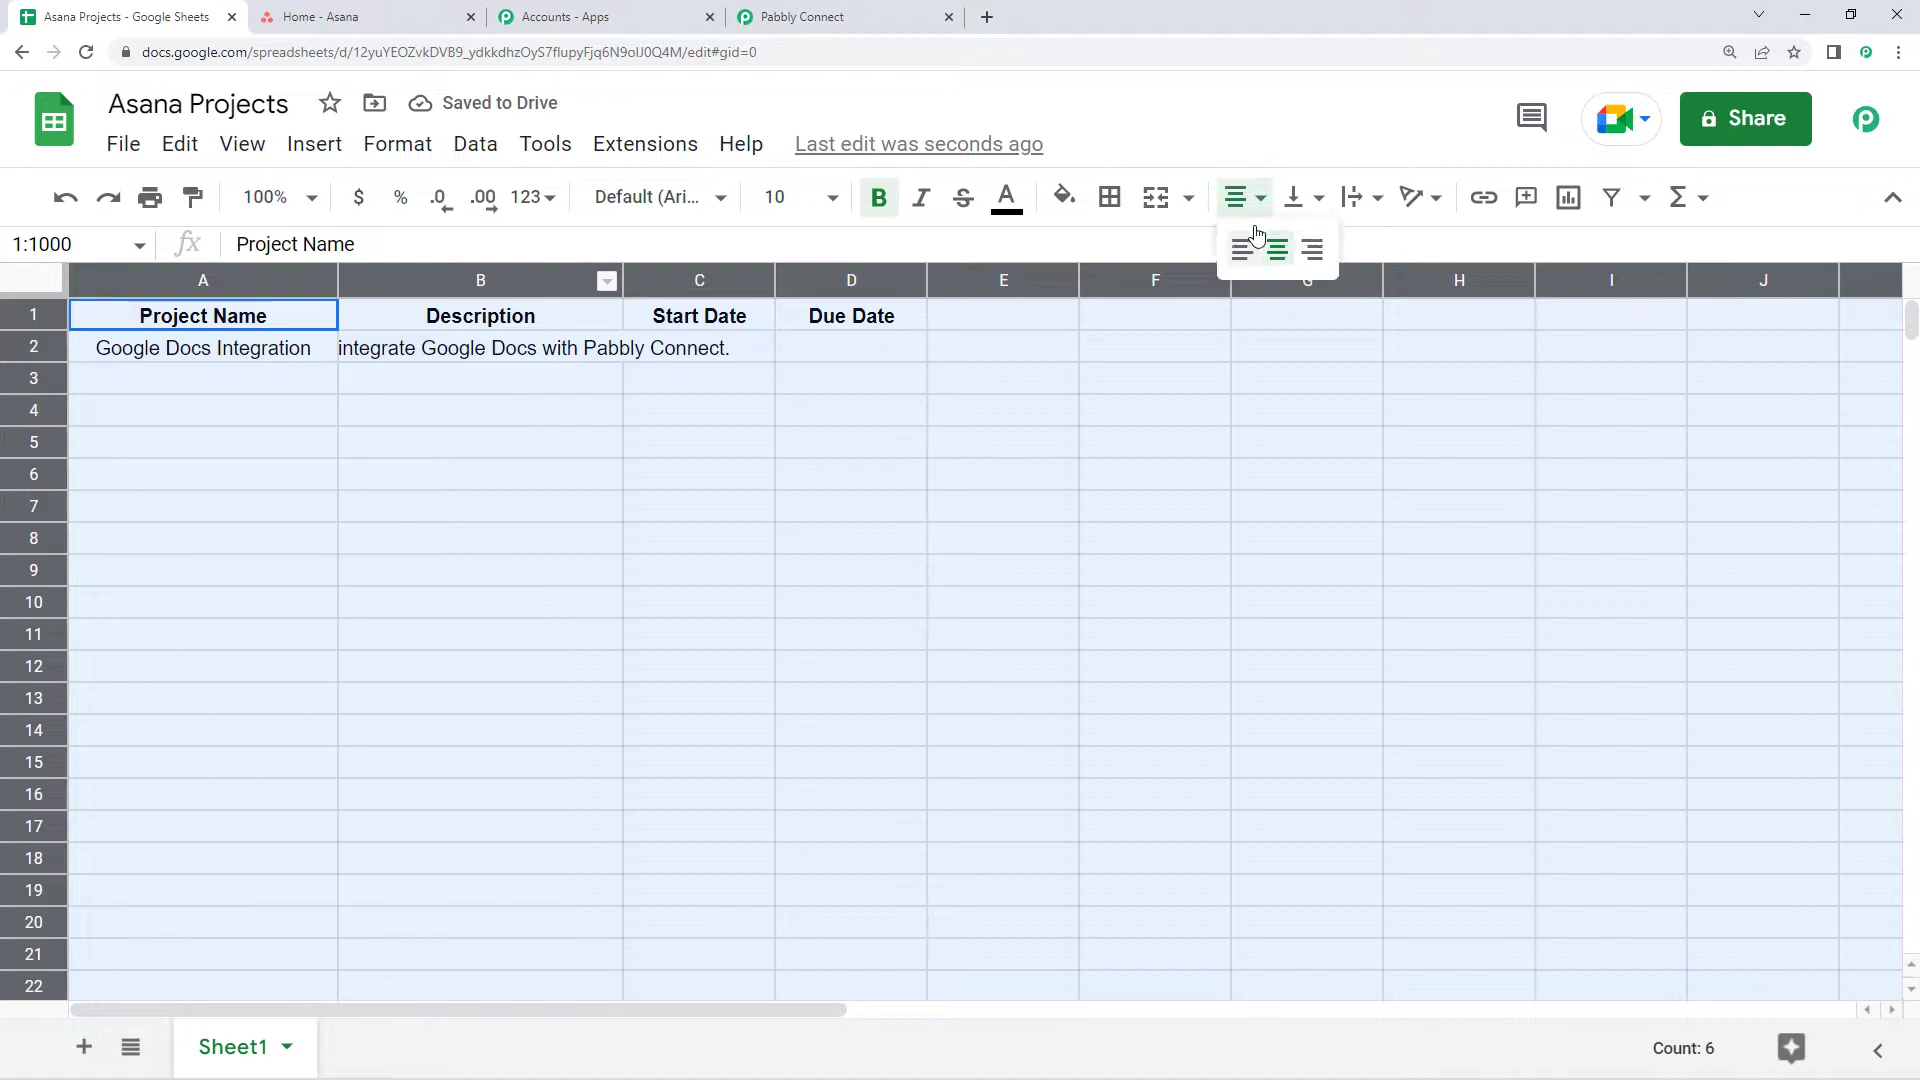 Asana Projects - Google Sheets
Home - Asana
Accounts - Apps
Pabbly Connect
docs.google.com/spreadsheets/d/12yuYEOZvkDVB9_ydkkdhzOyS7flupyFjq6N9olJ0Q4M/edit#gid=0
Asana Projects
Saved to Drive
Share
File Edit View Insert Format Data Tools Extensions Help Last edit was seconds ago
100% $ % .0 .00 123 Default (Ari... 10 B I S A Σ
1:1000 fx Project Name
A B C D E F G H I J
1 Project Name Description Start Date Due Date
2 Google Docs Integration integrate Google Docs with Pabbly Connect.
3
4
5
6
7
8
9
10
11
12
13
14
15
16
17
18
19
20
21
22
Sheet1
Count: 6